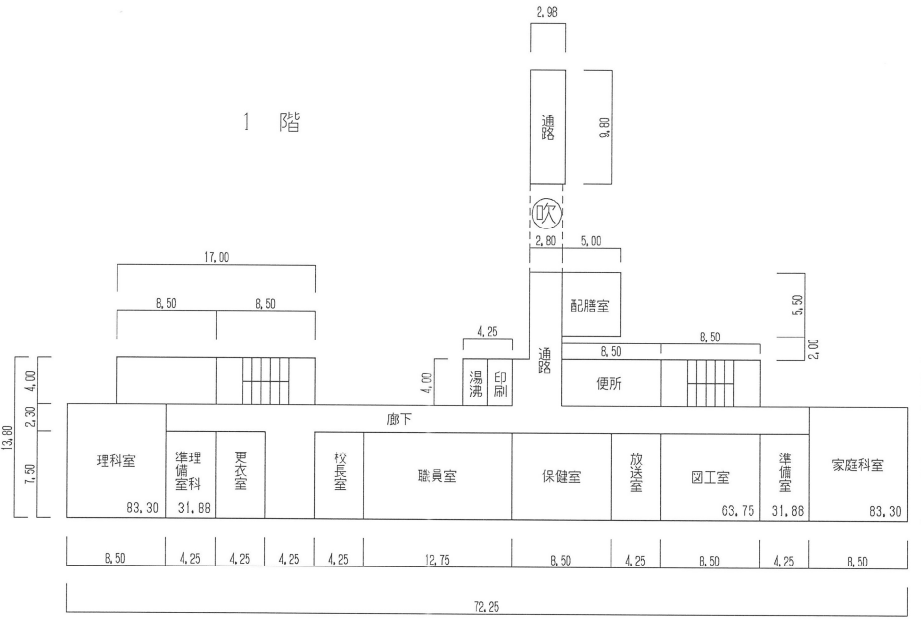 2.98
1 階
通路
9.80
吹
2.80 5.00
17.00
8.50 8.50
配膳室
5.50
4.25
8.50
8.50
2.00
通路
4.00
4.00
湯沸
印刷
便所
2.30
廊下
13.80
7.50
理科室
理科準備室
更衣室
校長室
職員室
保健室
放送室
図工室
準備室
家庭科室
83.30 31.88 63.75 31.88 83.30
8.50 4.25 4.25 4.25 4.25 12.75 8.50 4.25 8.50 4.25 8.50
72.25